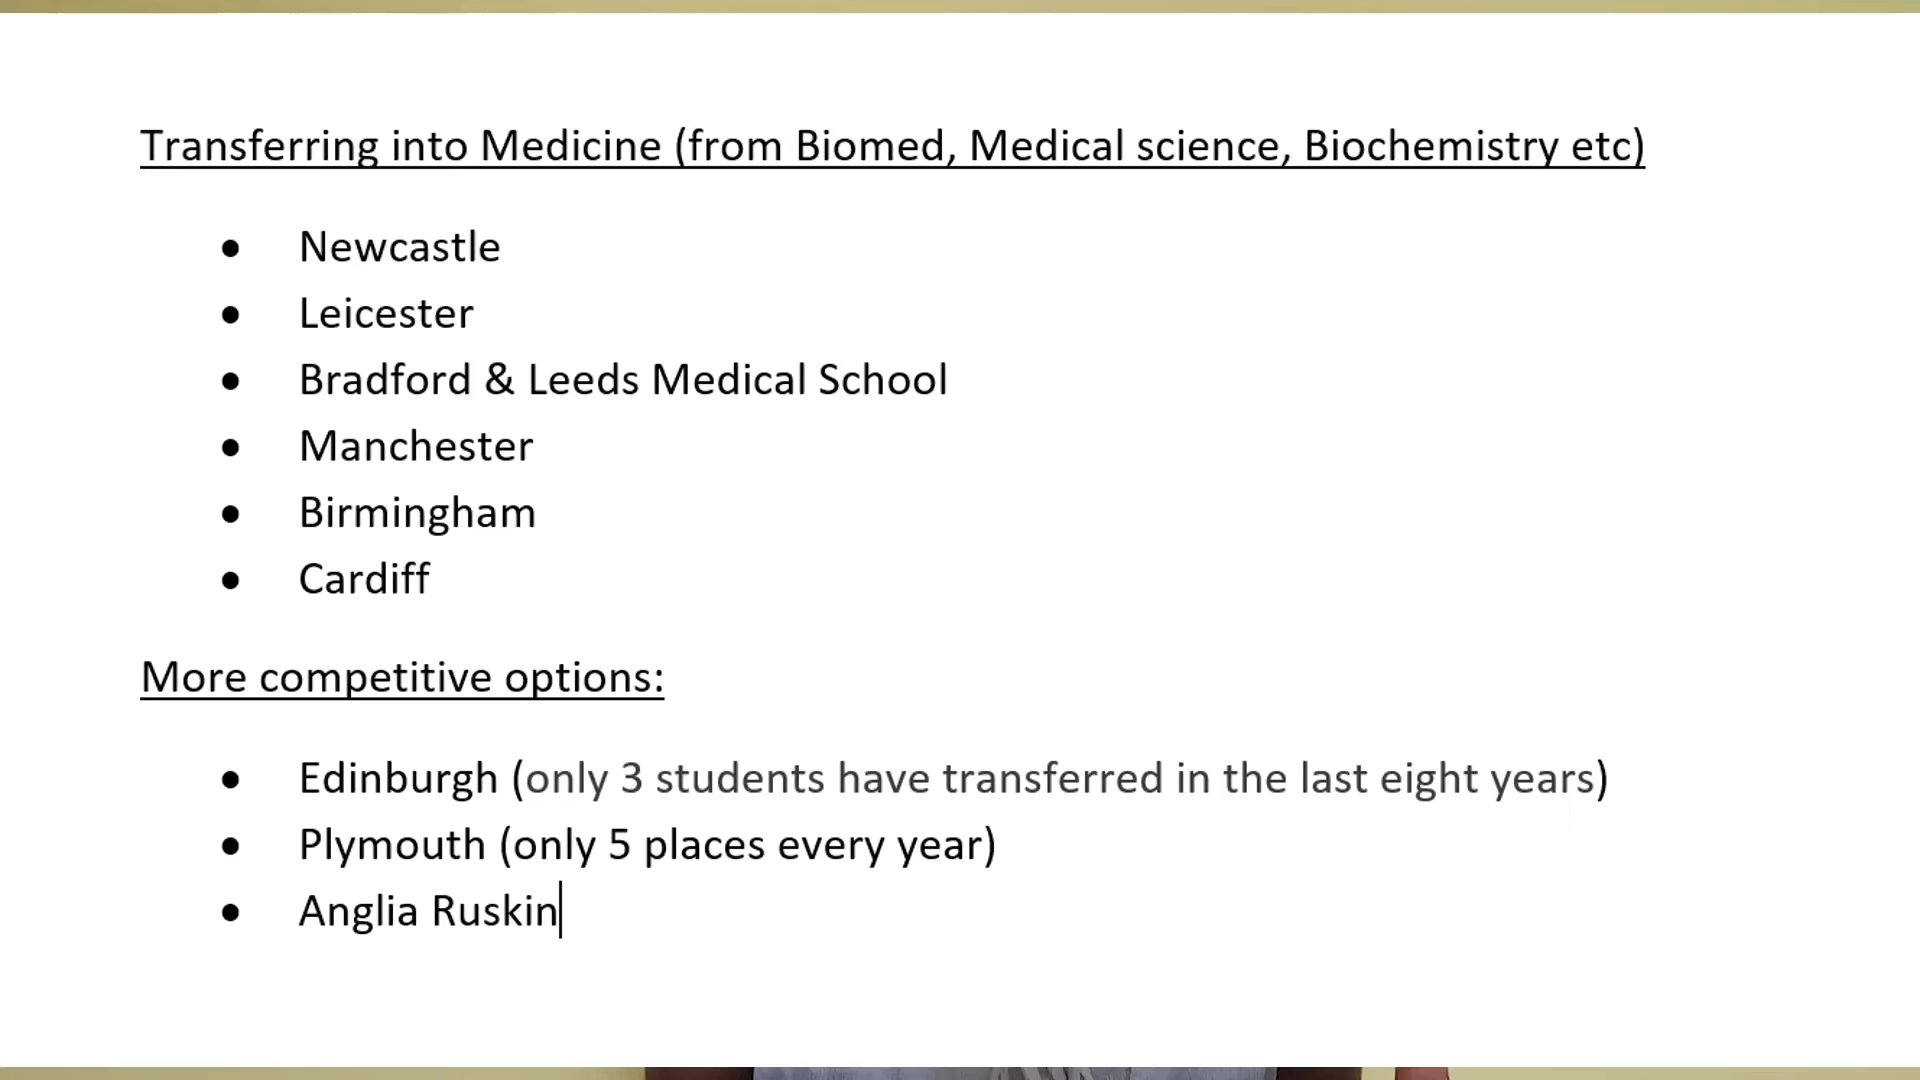 Transferring into Medicine (from Biomed, Medical science, Biochemistry etc)
• Newcastle
• Leicester
• Bradford & Leeds Medical School
• Manchester
• Birmingham
• Cardiff
More competitive options:
• Edinburgh (only 3 students have transferred in the last eight years)
• Plymouth (only 5 places every year)
• Anglia Ruskin